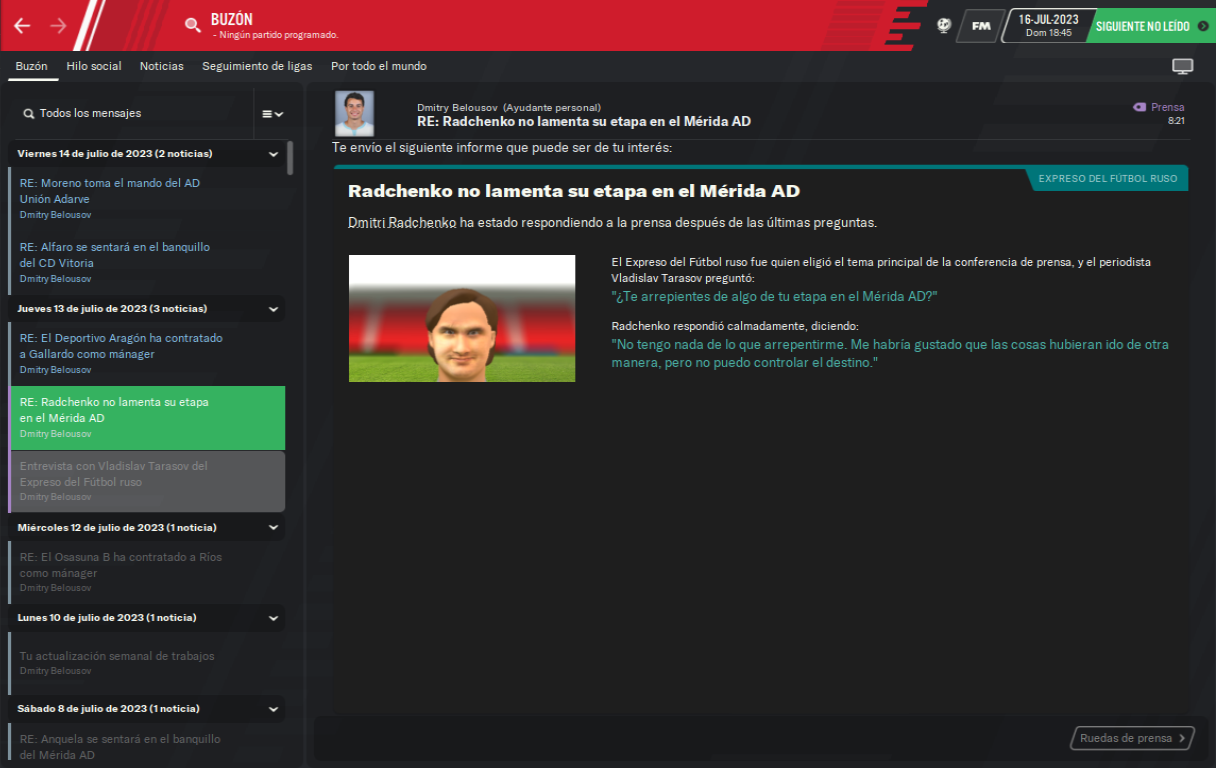 BUZÓN
- Ningún partido programado.
FM
16-JUL-2023
Dom 18:45
SIGUIENTE NO LEÍDO
Buzón
Hilo social
Noticias
Seguimiento de ligas
Por todo el mundo
Todos los mensajes
Viernes 14 de julio de 2023 (2 noticias)
RE: Moreno toma el mando del AD
Unión Adarve
Dmitry Belousov
RE: Alfaro se sentará en el banquillo
del CD Vitoria
Dmitry Belousov
Jueves 13 de julio de 2023 (3 noticias)
RE: El Deportivo Aragón ha contratado
a Gallardo como mánager
Dmitry Belousov
RE: Radchenko no lamenta su etapa
en el Mérida AD
Dmitry Belousov
Entrevista con Vladislav Tarasov del
Expreso del Fútbol ruso
Dmitry Belousov
Miércoles 12 de julio de 2023 (1 noticia)
RE: El Osasuna B ha contratado a Ríos
como mánager
Dmitry Belousov
Lunes 10 de julio de 2023 (1 noticia)
Tu actualización semanal de trabajos
Dmitry Belousov
Sábado 8 de julio de 2023 (1 noticia)
RE: Anquela se sentará en el banquillo
del Mérida AD
Dmitry Belousov (Ayudante personal)
RE: Radchenko no lamenta su etapa en el Mérida AD
Prensa
8:21
Te envío el siguiente informe que puede ser de tu interés:
EXPRESO DEL FÚTBOL RUSO
Radchenko no lamenta su etapa en el Mérida AD
Dmitri Radchenko ha estado respondiendo a la prensa después de las últimas preguntas.
El Expreso del Fútbol ruso fue quien eligió el tema principal de la conferencia de prensa, y el periodista
Vladislav Tarasov preguntó:
"¿Te arrepientes de algo de tu etapa en el Mérida AD?"
Radchenko respondió calmadamente, diciendo:
"No tengo nada de lo que arrepentirme. Me habría gustado que las cosas hubieran ido de otra
manera, pero no puedo controlar el destino."
Ruedas de prensa